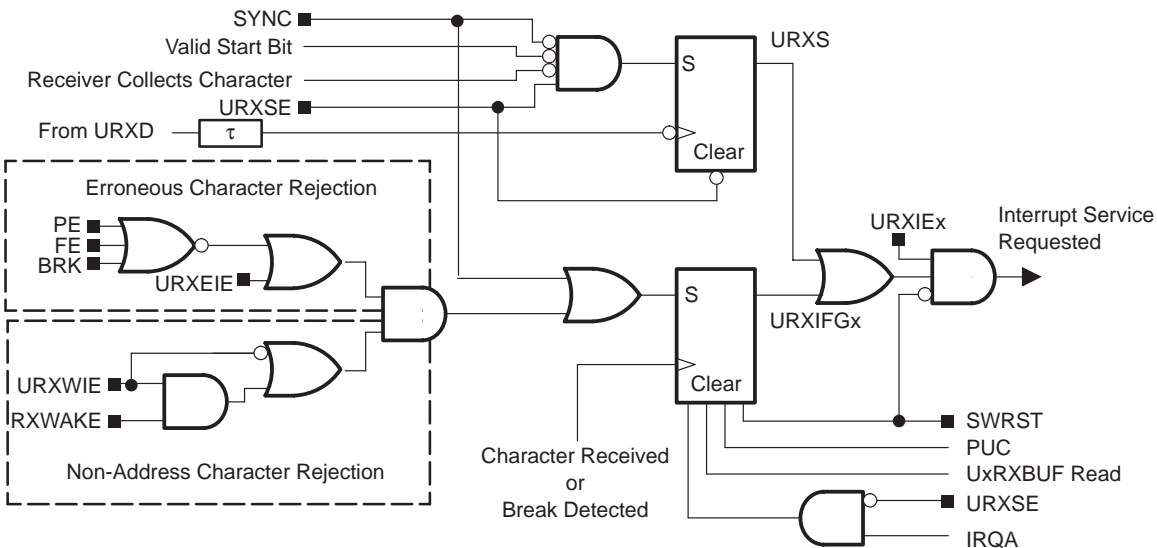 SYNC
Valid Start Bit
Receiver Collects Character
URXSE
From URXD
τ
S
Clear
URXS
Erroneous Character Rejection
PE
FE
BRK
URXEIE
URXWIE
RXWAKE
Non-Address Character Rejection
S
Clear
URXIFGx
URXIEx
Interrupt Service
Requested
Character Received
or
Break Detected
SWRST
PUC
UxRXBUF Read
URXSE
IRQA